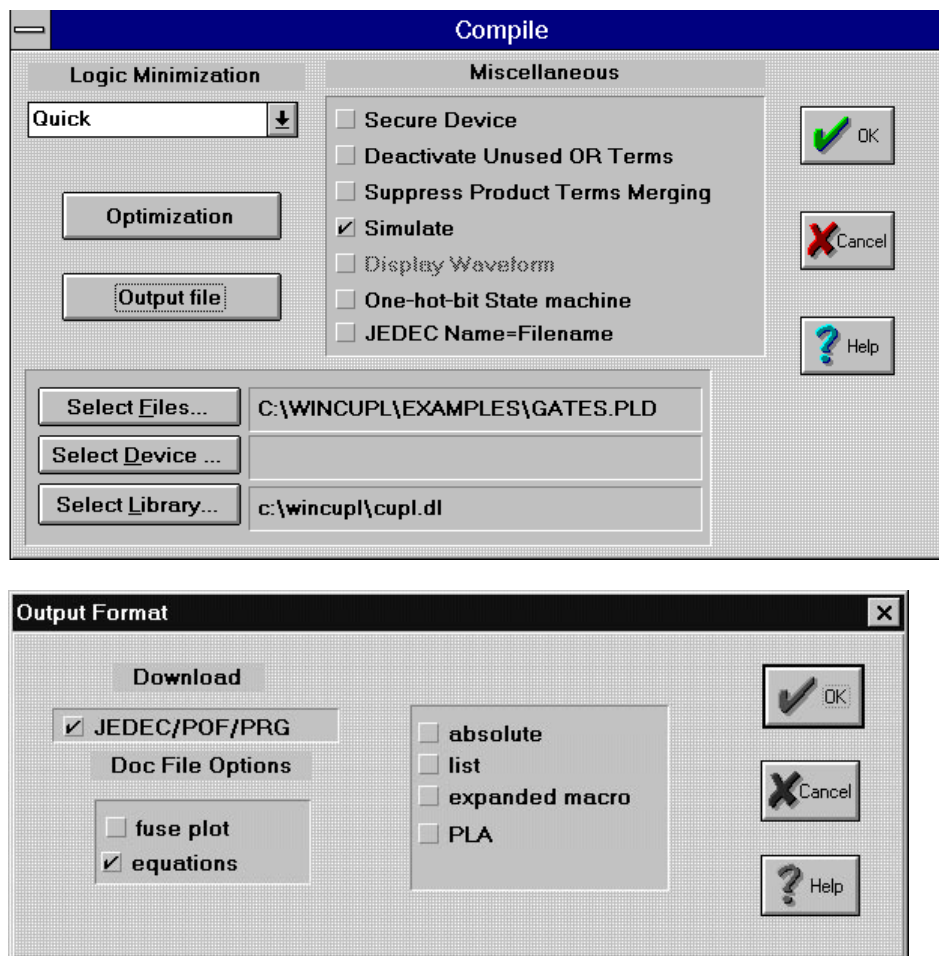 Compile
Logic Minimization
Miscellaneous
Quick
Optimization
Output file
Secure Device
Deactivate Unused OR Terms
Suppress Product Terms Merging
Simulate
Display Waveform
One-hot-bit State machine
JEDEC Name=Filename
OK
Cancel
Help
Select Files... C:\WINCUPL\EXAMPLES\GATES.PLD
Select Device ...
Select Library... c:\wincupl\cupl.dl
Output Format
Download
JEDEC/POF/PRG
Doc File Options
fuse plot
equations
absolute
list
expanded macro
PLA
OK
Cancel
Help